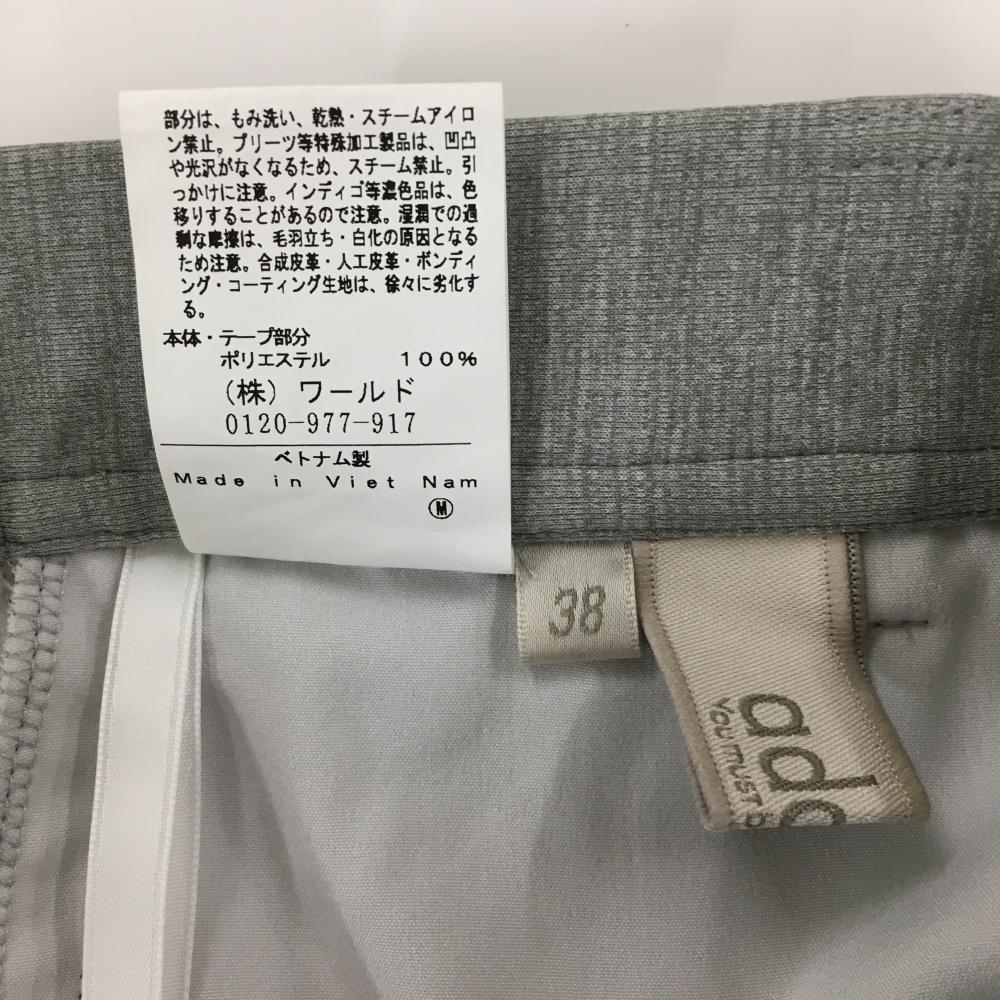 部分は、もみ洗い、乾熱・スチームアイロ
ン禁止。プリーツ等特殊加工製品は、凹凸
や光沢がなくなるため、スチーム禁止。引
っかけに注意。インディゴ等濃色品は、色
移りすることがあるので注意。湿潤での過
剰な摩擦は、毛羽立ち・白化の原因となる
ため注意。合成皮革・人工皮革・ボンディ
ング・コーティング生地は、徐々に劣化す
る。
本体・テープ部分
ポリエステル 100%
(株) ワールド
0120-977-917
ベトナム製
Made in Viet Nam
Ⓜ
38
ad
You must